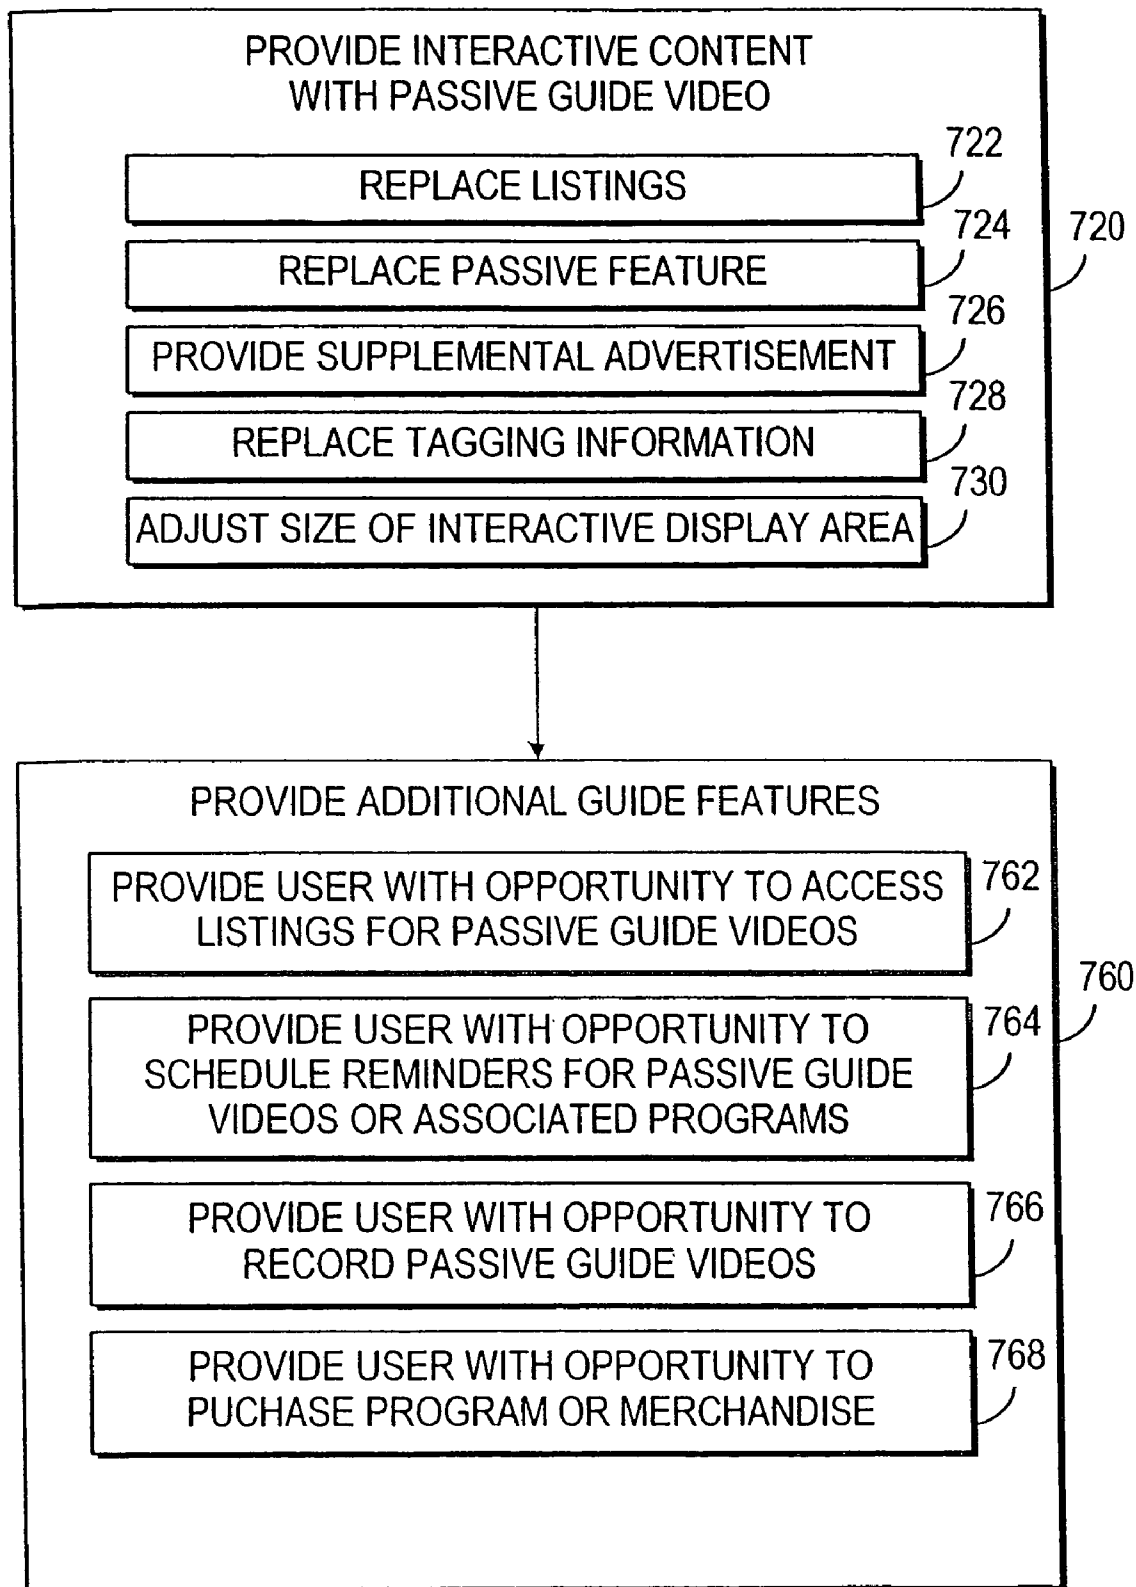 PROVIDE INTERACTIVE CONTENT
WITH PASSIVE GUIDE VIDEO
722
REPLACE LISTINGS
724
720
REPLACE PASSIVE FEATURE
726
PROVIDE SUPPLEMENTAL ADVERTISEMENT
728
REPLACE TAGGING INFORMATION
730
ADJUST SIZE OF INTERACTIVE DISPLAY AREA
PROVIDE ADDITIONAL GUIDE FEATURES
PROVIDE USER WITH OPPORTUNITY TO ACCESS
LISTINGS FOR PASSIVE GUIDE VIDEOS
762
760
PROVIDE USER WITH OPPORTUNITY TO
SCHEDULE REMINDERS FOR PASSIVE GUIDE
VIDEOS OR ASSOCIATED PROGRAMS
764
PROVIDE USER WITH OPPORTUNITY TO
RECORD PASSIVE GUIDE VIDEOS
766
PROVIDE USER WITH OPPORTUNITY TO
PUCHASE PROGRAM OR MERCHANDISE
768